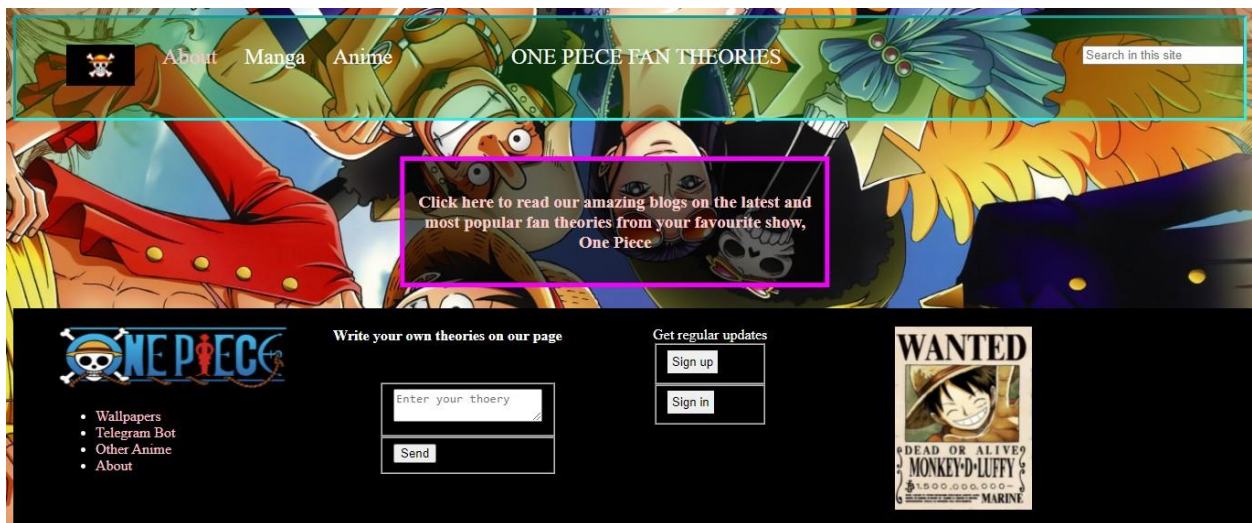 About Manga Anime ONE PIECE FAN THEORIES Search in this site
Click here to read our amazing blogs on the latest and
most popular fan theories from your favourite show,
One Piece
ONE PIECE
Wallpapers
Telegram Bot
Other Anime
About
Write your own theories on our page
Enter your thoery
Send
Get regular updates
Sign up
Sign in
WANTED
DEAD OR ALIVE
MONKEY·D·LUFFY
1,500,000,000-
MARINE